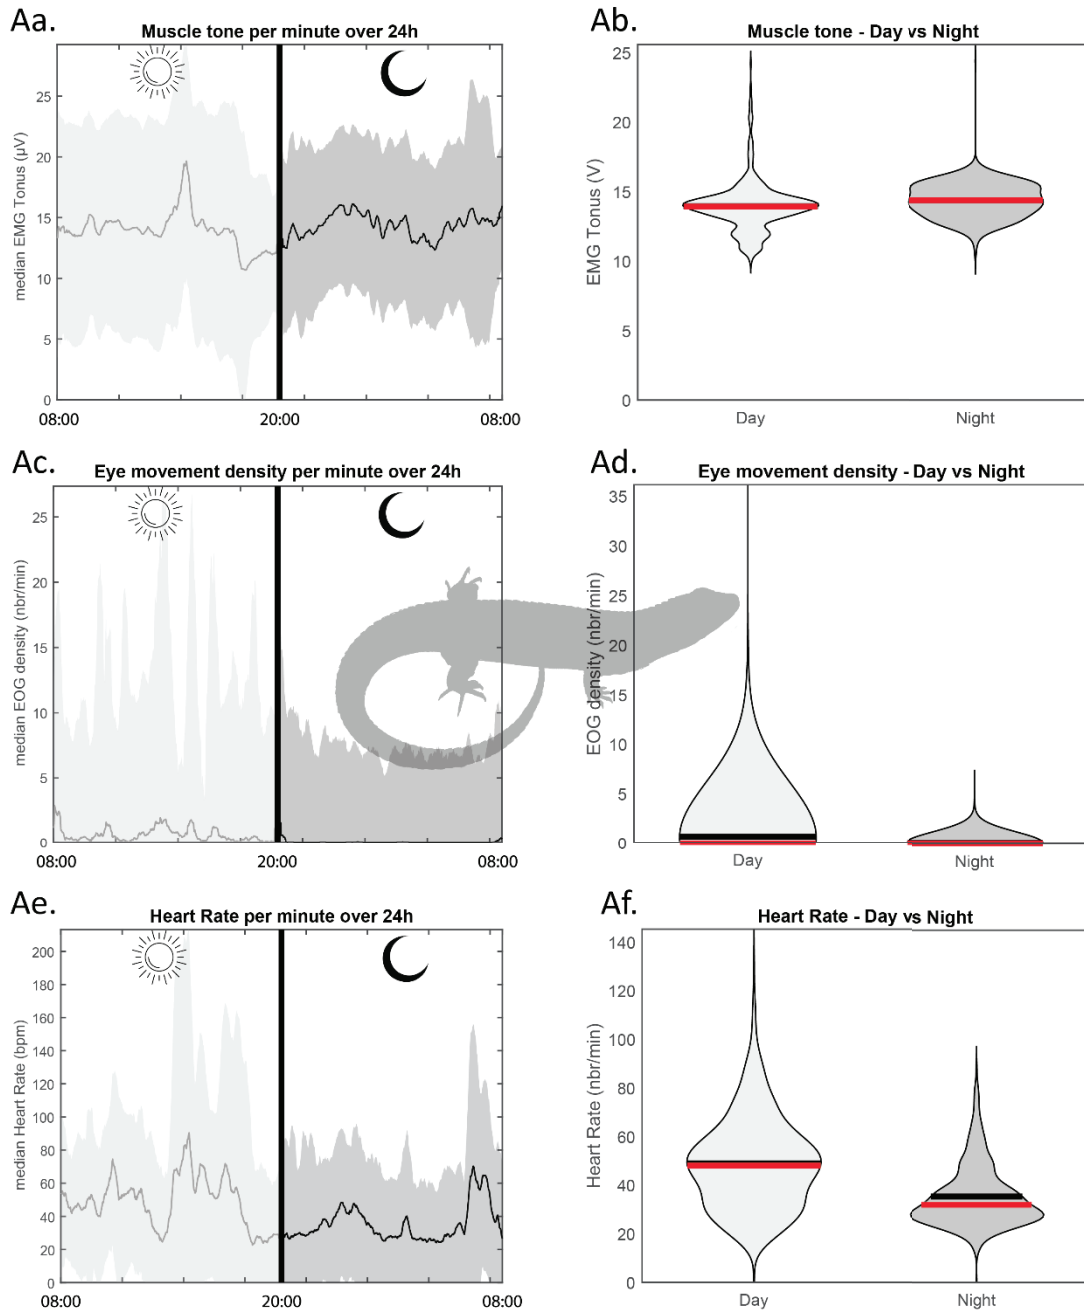 Aa.
Muscle tone per minute over 24h
median EMG Tonus (µV)
25
20
15
10
5
0
08:00
20:00
08:00
Ab.
Muscle tone - Day vs Night
EMG Tonus (V)
25
20
15
10
5
0
Day
Night
Ac.
Eye movement density per minute over 24h
median EOG density (nbr/min)
25
20
15
10
5
0
08:00
20:00
08:00
Ad.
Eye movement density - Day vs Night
EOG density (nbr/min)
35
30
25
20
15
10
5
0
Day
Night
Ae.
Heart Rate per minute over 24h
median Heart Rate (bpm)
200
180
160
140
120
100
80
60
40
20
0
08:00
20:00
08:00
Af.
Heart Rate - Day vs Night
Heart Rate (nbr/min)
140
120
100
80
60
40
20
0
Day
Night